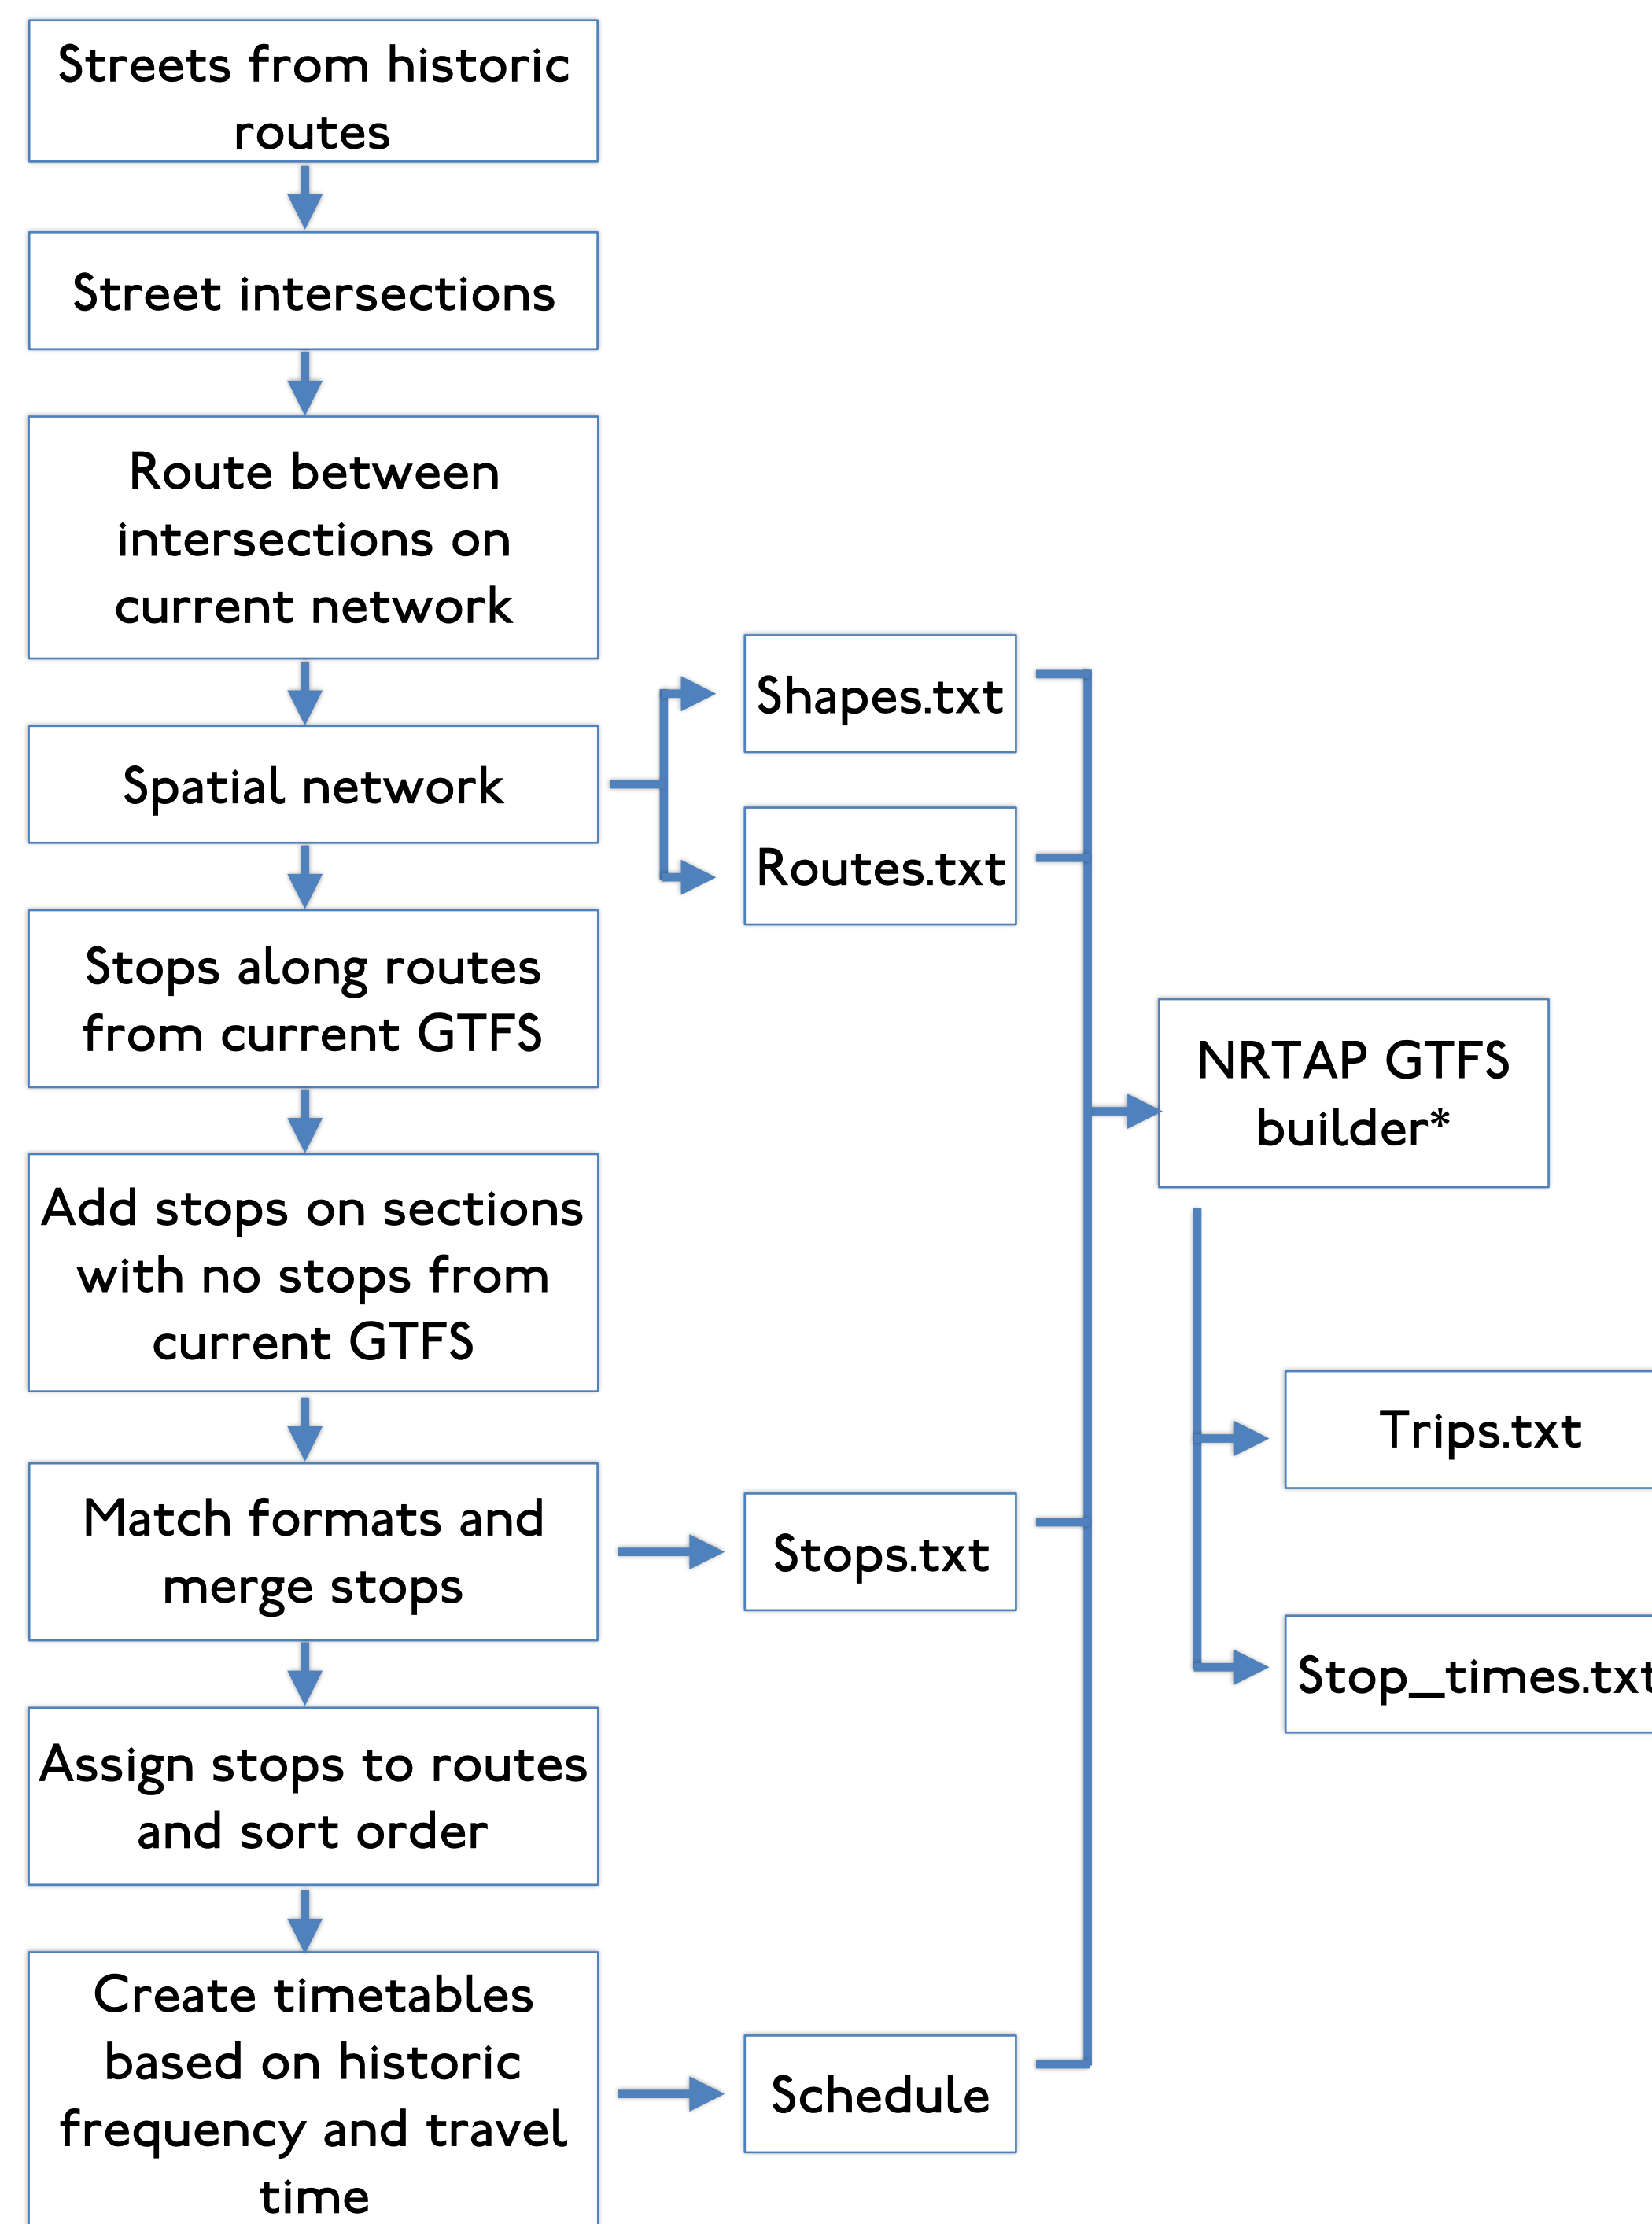 Streets from historic
routes
Street intersections
Route between
intersections on
current network
Spatial network
Shapes.txt
Routes.txt
Stops along routes
from current GTFS
Add stops on sections
with no stops from
current GTFS
Match formats and
merge stops
Stops.txt
Assign stops to routes
and sort order
Create timetables
based on historic
frequency and travel
time
Schedule
NRTAP GTFS
builder*
Trips.txt
Stop_times.txt